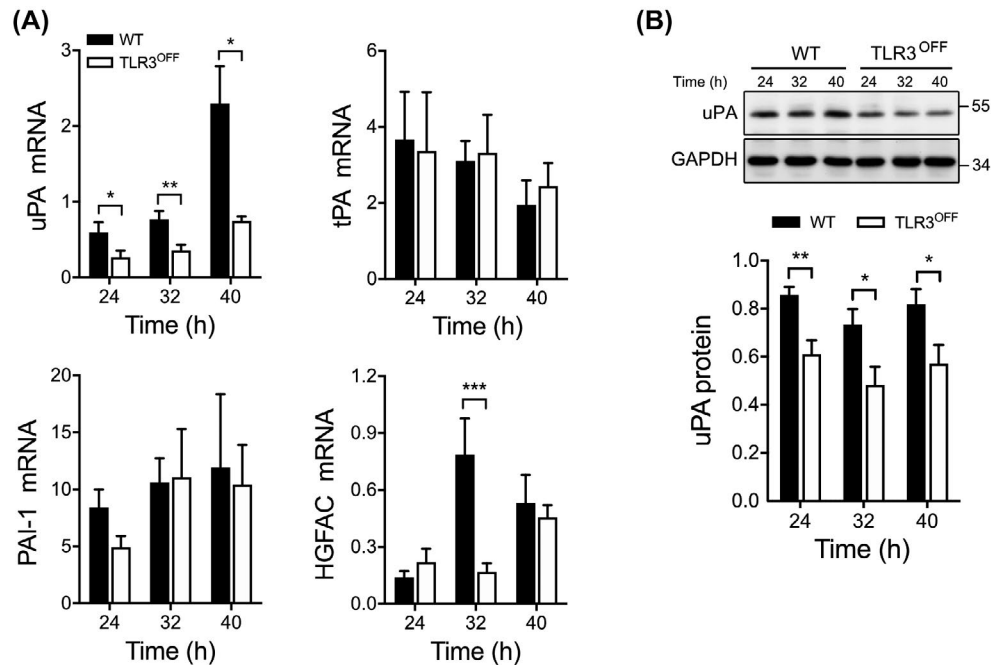 (A)
WT
TLR3OFF
uPA mRNA
3
2
1
0
*
**
*
24 32 40
Time (h)
tPA mRNA
6
4
2
0
24 32 40
Time (h)
PAI-1 mRNA
20
15
10
5
0
24 32 40
Time (h)
HGFAC mRNA
1.2
0.9
0.6
0.3
0.0
***
24 32 40
Time (h)
(B)
WT TLR3OFF
Time (h) 24 32 40 24 32 40
uPA 55
GAPDH 34
WT TLR3OFF
uPA protein
1.0
0.8
0.6
0.4
0.2
0.0
**
*
*
24 32 40
Time (h)